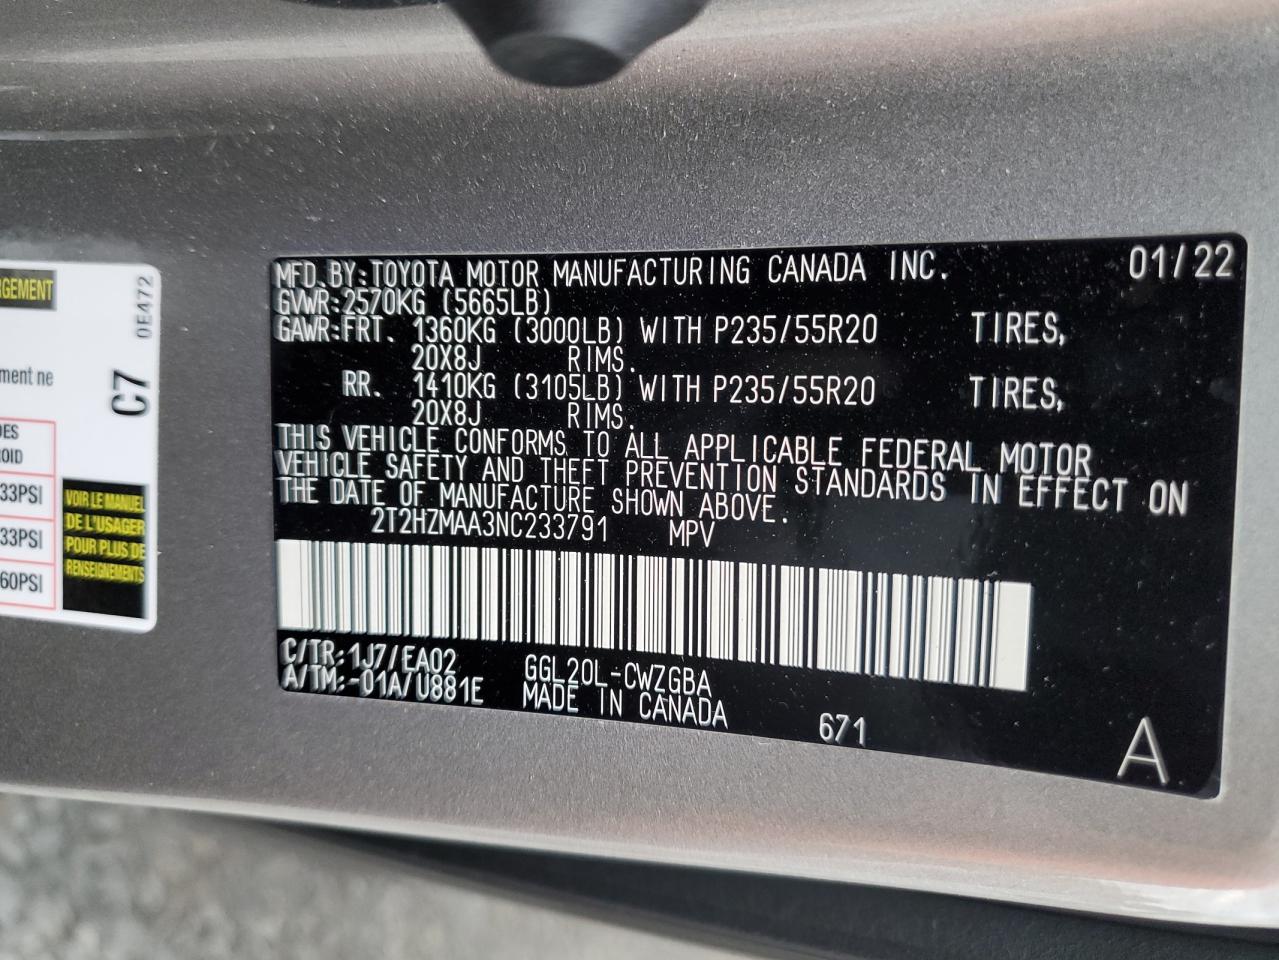 RGEMENT
0E472
ment ne
C7
DES
OID
33PSI
33PSI
60PSI
VOIR LE MANUEL
DE L'USAGER
POUR PLUS DE
RENSEIGNEMENTS
MFD.BY:TOYOTA MOTOR MANUFACTURING CANADA INC. 01/22
GVWR:2570KG (5665LB)
GAWR:FRT. 1360KG (3000LB) WITH P235/55R20 TIRES,
20X8J RIMS.
RR. 1410KG (3105LB) WITH P235/55R20 TIRES,
20X8J RIMS.
THIS VEHICLE CONFORMS TO ALL APPLICABLE FEDERAL MOTOR
VEHICLE SAFETY AND THEFT PREVENTION STANDARDS IN EFFECT ON
THE DATE OF MANUFACTURE SHOWN ABOVE.
2T2HZMAA3NC233791 MPV
C/TR:1J7/EA02 GGL20L-CWZGBA
A/TM:-01A/U881E MADE IN CANADA
671
A